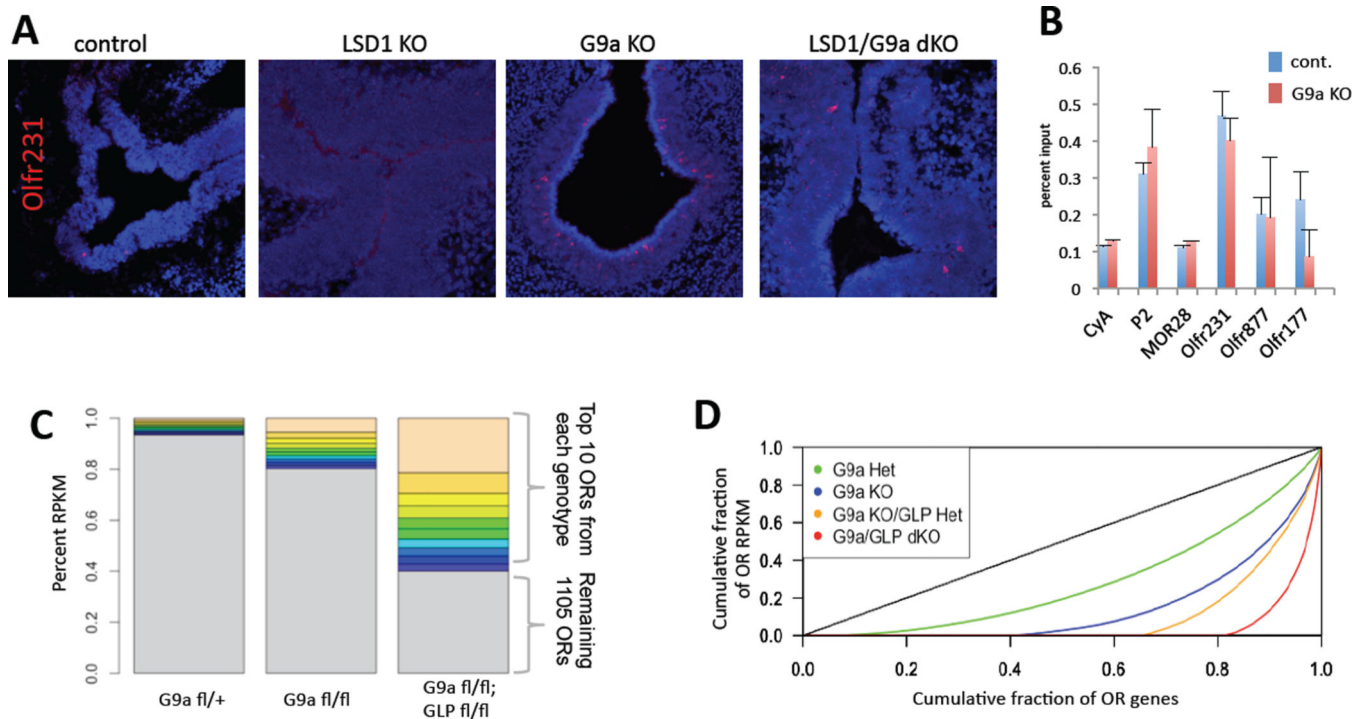 A
control
LSD1 KO
G9a KO
LSD1/G9a dKO
Olfr231
B
cont.
G9a KO
percent input
0.6
0.5
0.4
0.3
0.2
0.1
0
CyA
P2
MOR28
Olfr231
Olfr877
Olfr177
C
Percent RPKM
1.0
0.8
0.6
0.4
0.2
0.0
G9a fl/+
G9a fl/fl
G9a fl/fl;
GLP fl/fl
Top 10 ORs from
each genotype
Remaining
1105 ORs
D
Cumulative fraction
of OR RPKM
1.0
0.8
0.6
0.4
0.2
0.0
G9a Het
G9a KO
G9a KO/GLP Het
G9a/GLP dKO
0.0
0.2
0.4
0.6
0.8
1.0
Cumulative fraction of OR genes